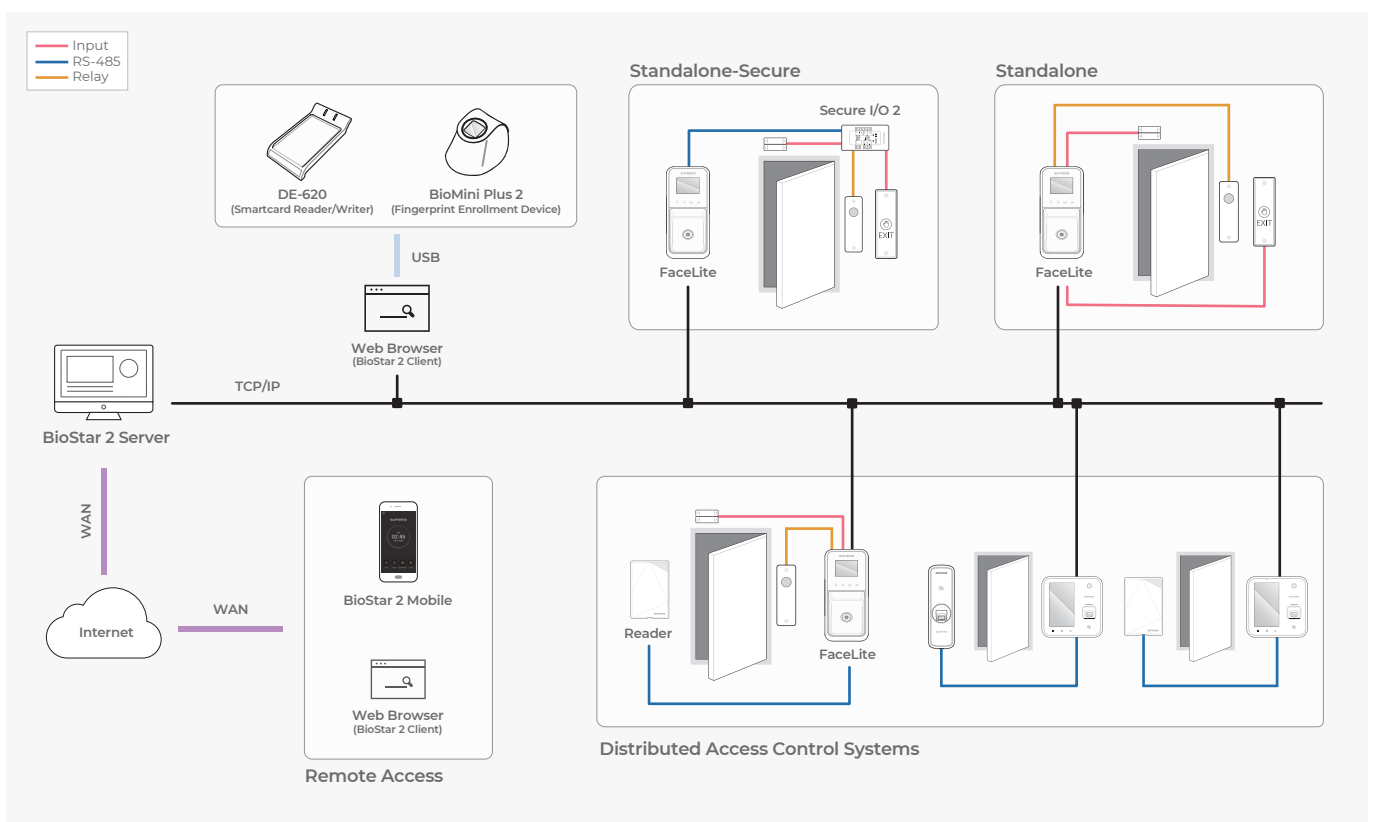 Input
RS-485
Relay
DE-620
(Smartcard Reader/Writer)
BioMini Plus 2
(Fingerprint Enrollment Device)
USB
Web Browser
(BioStar 2 Client)
Standalone-Secure
Secure I/O 2
EXIT
FaceLite
Standalone
EXIT
FaceLite
TCP/IP
BioStar 2 Server
WAN
Internet
WAN
02:45
BioStar 2 Mobile
Web Browser
(BioStar 2 Client)
Remote Access
Reader
FaceLite
Distributed Access Control Systems